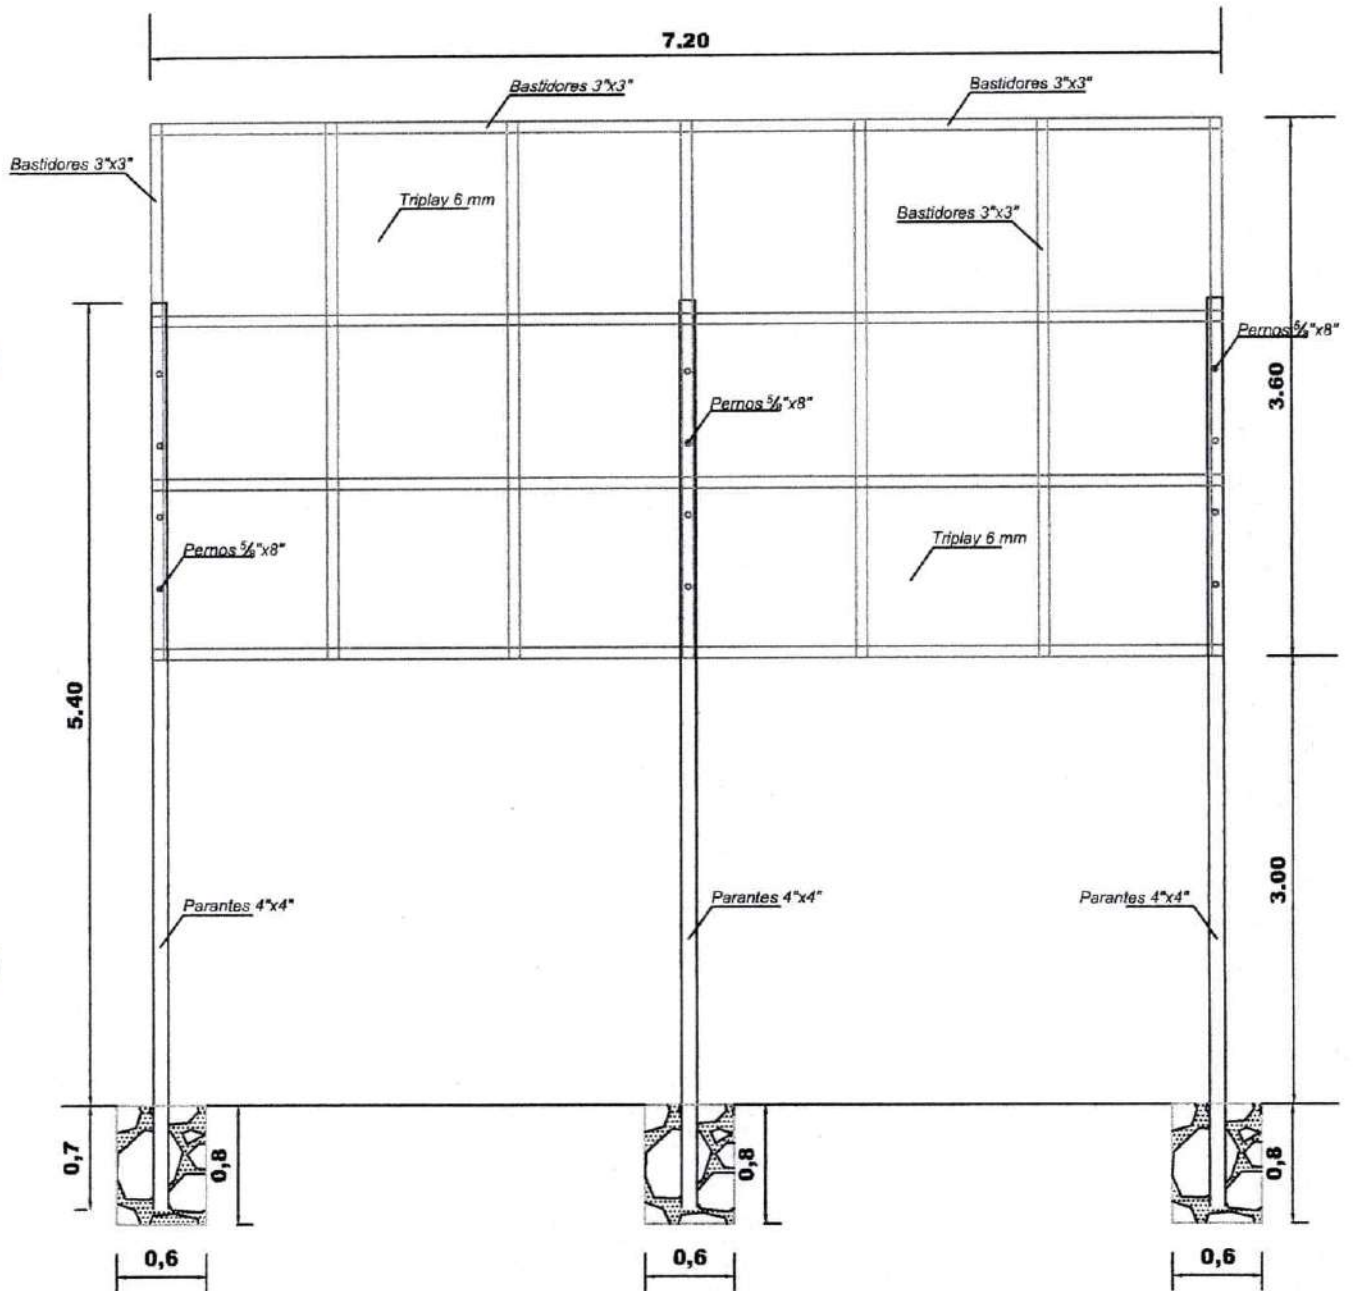 7.20
Bastidores 3"x3"
Bastidores 3"x3"
Bastidores 3"x3"
Triplay 6 mm
Bastidores 3"x3"
Pernos ⅝"x8"
3.60
Pernos ⅝"x8"
Triplay 6 mm
Pernos ⅝"x8"
5.40
3.00
Parantes 4"x4"
Parantes 4"x4"
Parantes 4"x4"
0,7
0,8
0,8
0,8
0,6
0,6
0,6